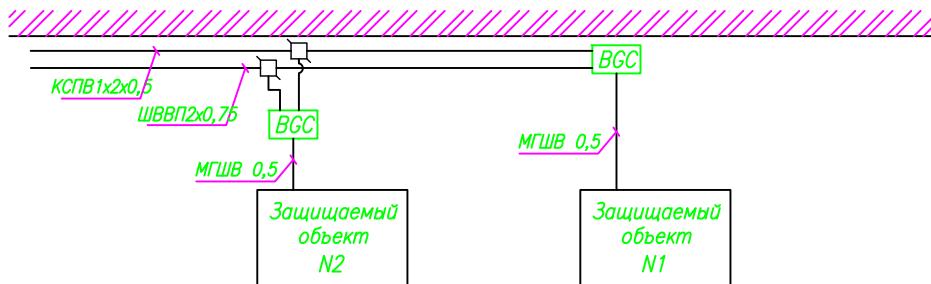 BGC
КСПВ1х2х0,5
ШВВП2х0,75
BGC
МГШВ 0,5
МГШВ 0,5
Защищаемый
объект
N2
Защищаемый
объект
N1